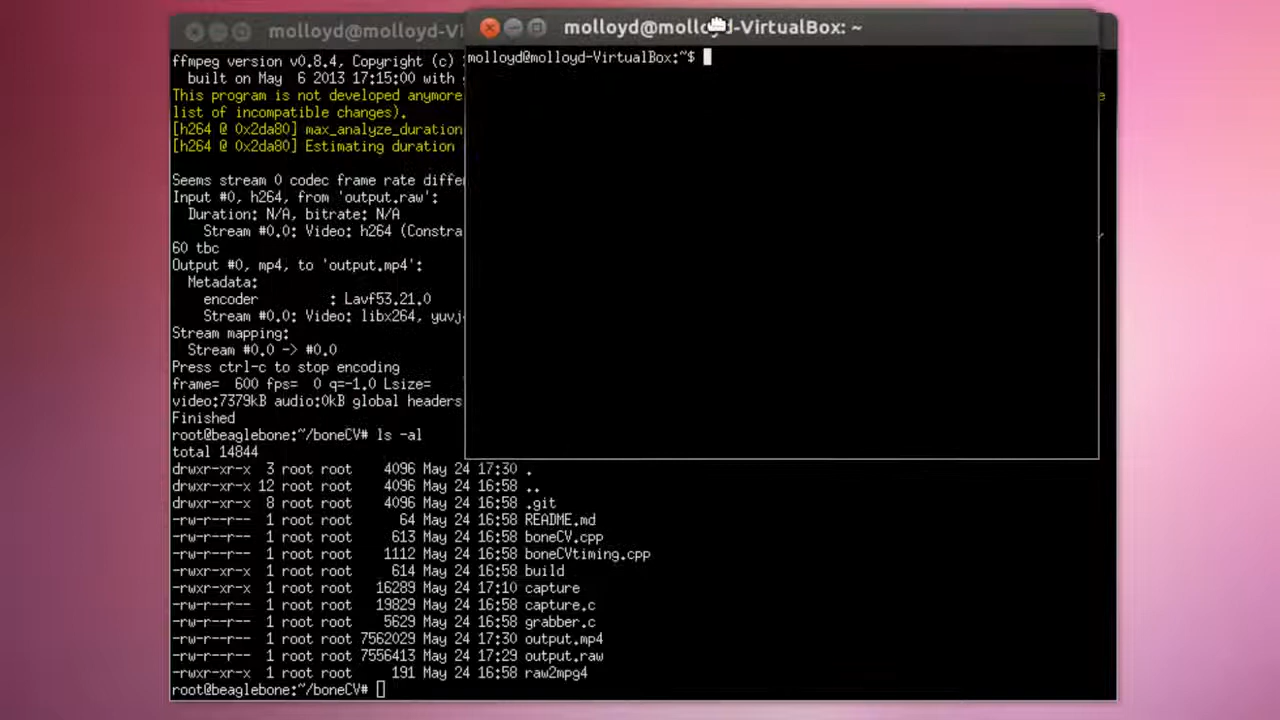 molloyd@molloyd-Vi
ffmpeg version v0.8.4, Copyright (c)
built on May  6 2013 17:15:00 with
This program is not developed anymore
list of incompatible changes).
[h264 @ 0x2da80] max_analyze_duration
[h264 @ 0x2da80] Estimating duration
Seems stream 0 codec frame rate differ
Input #0, h264, from 'output.raw':
Duration: N/A, bitrate: N/A
Stream #0.0: Video: h264 (Constra
60 tbc
Output #0, mp4, to 'output.mp4':
Metadata:
encoder         : Lavf53.21.0
Stream #0.0: Video: libx264, yuvj
Stream mapping:
Stream #0.0 -> #0.0
Press ctrl-c to stop encoding
frame=  600 fps=  0 q=-1.0 Lsize=
video:7379kB audio:0kB global headers
Finished
root@beaglebone:~/boneCV# ls -al
total 14844
drwxr-xr-x  3 root root    4096 May 24 17:30 .
drwxr-xr-x 12 root root    4096 May 24 16:58 ..
drwxr-xr-x  8 root root    4096 May 24 16:58 .git
-rw-r--r--  1 root root      64 May 24 16:58 README.md
-rw-r--r--  1 root root     613 May 24 16:58 boneCV.cpp
-rw-r--r--  1 root root    1112 May 24 16:58 boneCVtiming.cpp
-rwxr-xr-x  1 root root     614 May 24 16:58 build
-rwxr-xr-x  1 root root   16289 May 24 17:10 capture
-rw-r--r--  1 root root   19829 May 24 16:58 capture.c
-rw-r--r--  1 root root    5629 May 24 16:58 grabber.c
-rw-r--r--  1 root root 7562029 May 24 17:30 output.mp4
-rw-r--r--  1 root root 7556413 May 24 17:29 output.raw
-rwxr-xr-x  1 root root     191 May 24 16:58 raw2mpg4
root@beaglebone:~/boneCV#
molloyd@molloyd-VirtualBox: ~
molloyd@molloyd-VirtualBox:~$